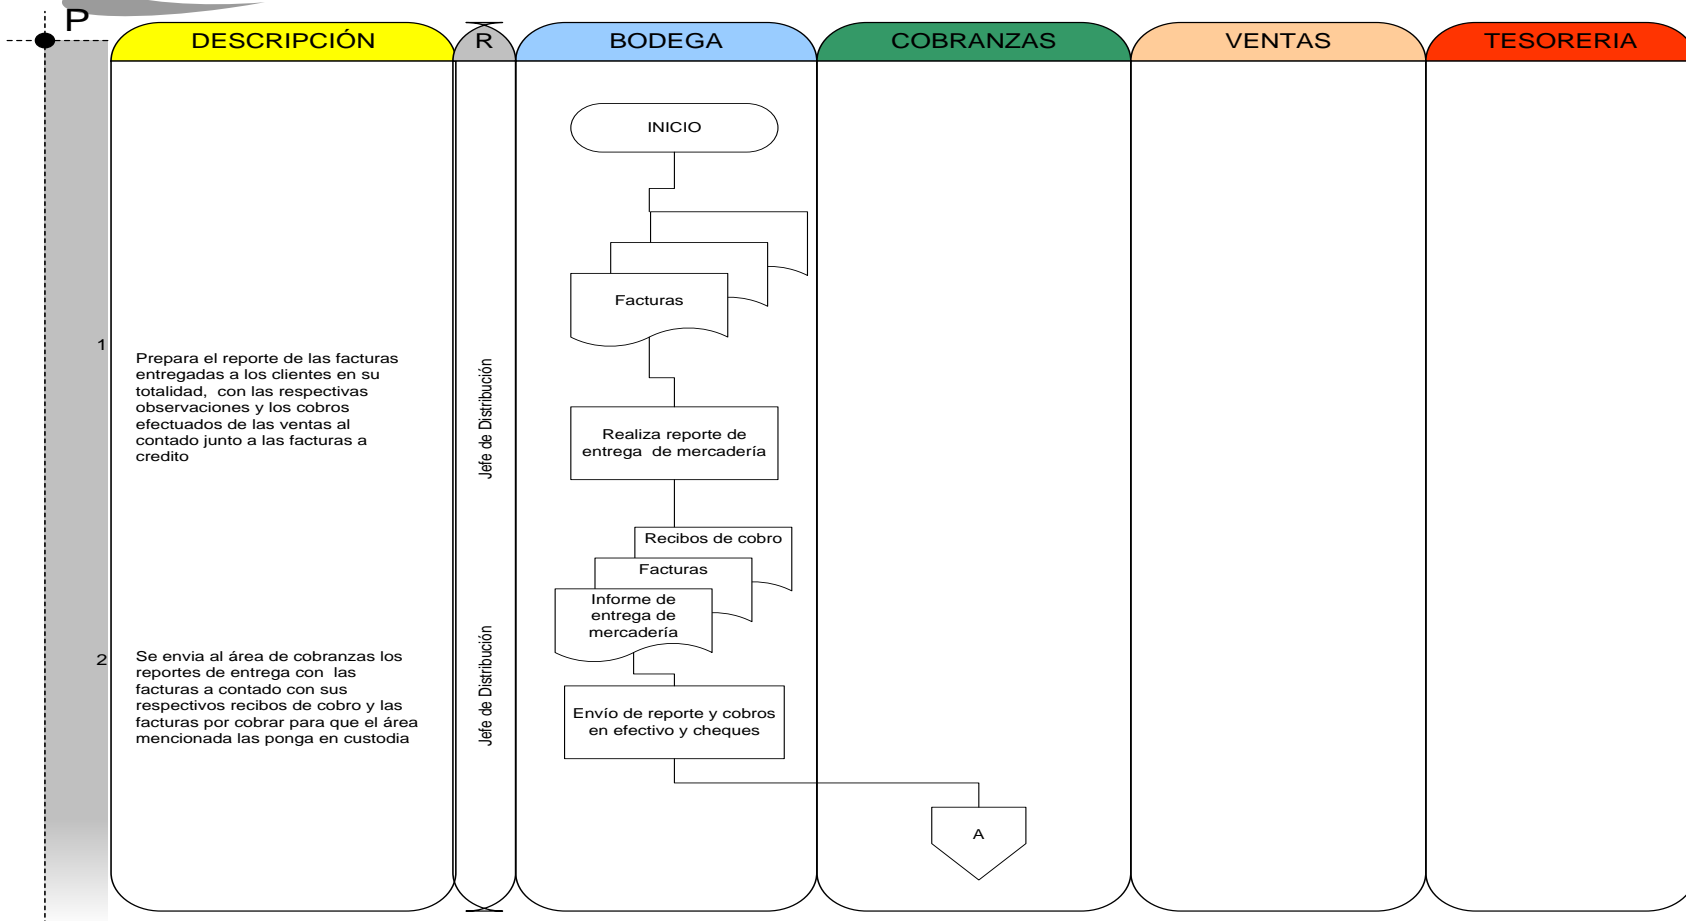 P
DESCRIPCIÓN
R
BODEGA
COBRANZAS
VENTAS
TESORERIA
INICIO
Facturas
1
Prepara el reporte de las facturas
entregadas a los clientes en su
totalidad, con las respectivas
observaciones y los cobros
efectuados de las ventas al
contado junto a las facturas a
credito
Jefe de Distribución
Realiza reporte de
entrega de mercadería
Recibos de cobro
Facturas
Informe de
entrega de
mercadería
2
Se envia al área de cobranzas los
reportes de entrega con las
facturas a contado con sus
respectivos recibos de cobro y las
facturas por cobrar para que el área
mencionada las ponga en custodia
Jefe de Distribución
Envío de reporte y cobros
en efectivo y cheques
A